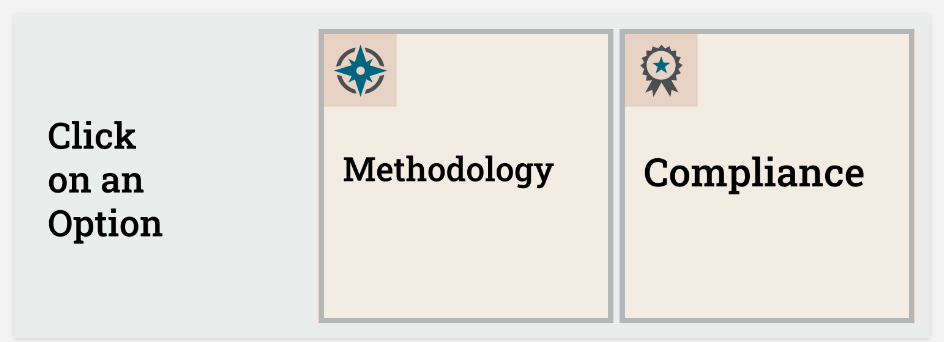 Click
on an
Option
Methodology
Compliance